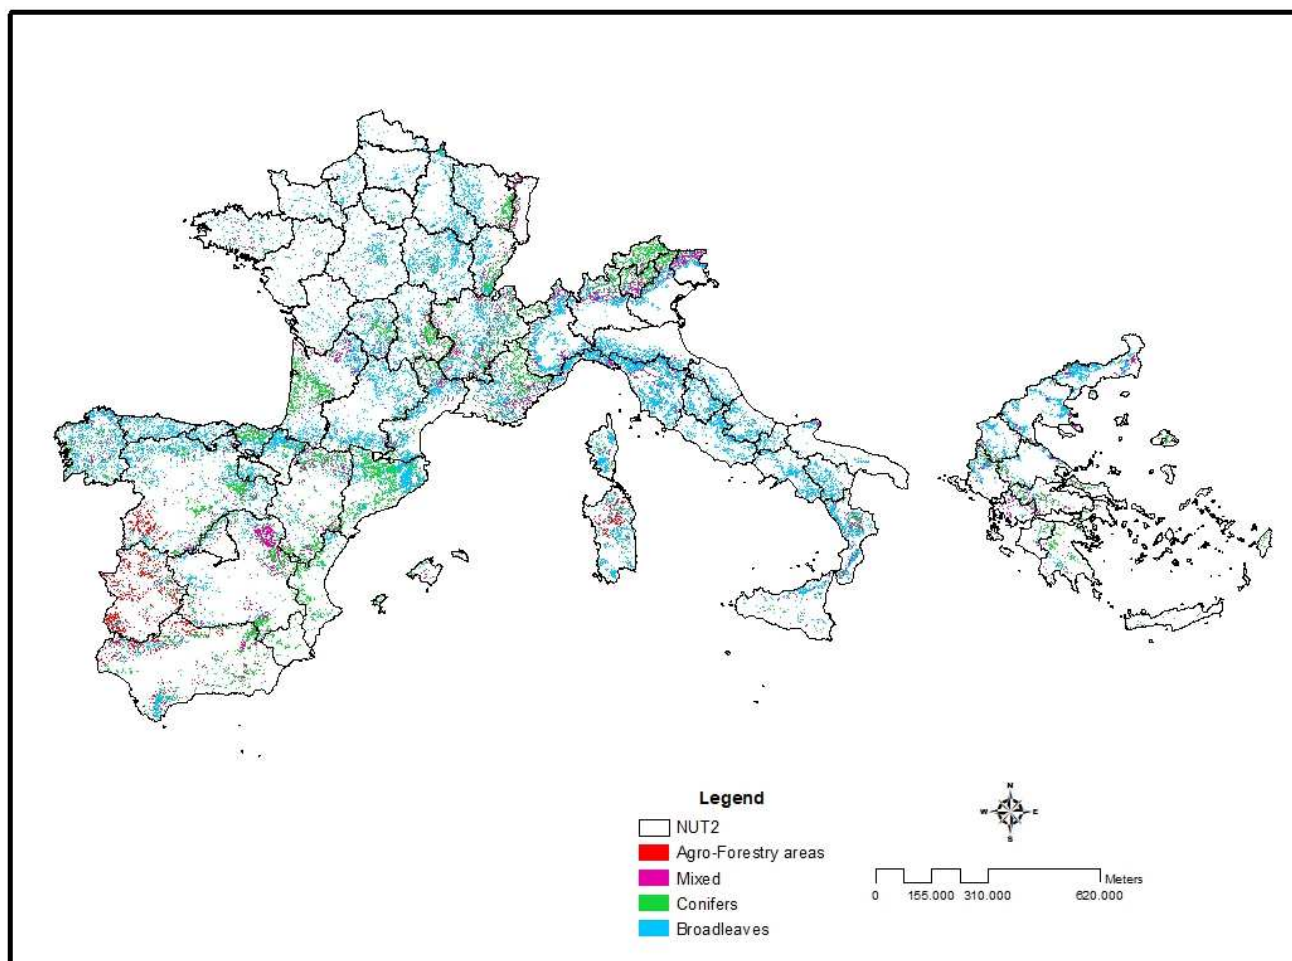 Legend
NUT2
Agro-Forestry areas
Mixed
Conifers
Broadleaves
N
W E
S
Meters
0 155.000 310.000 620.000